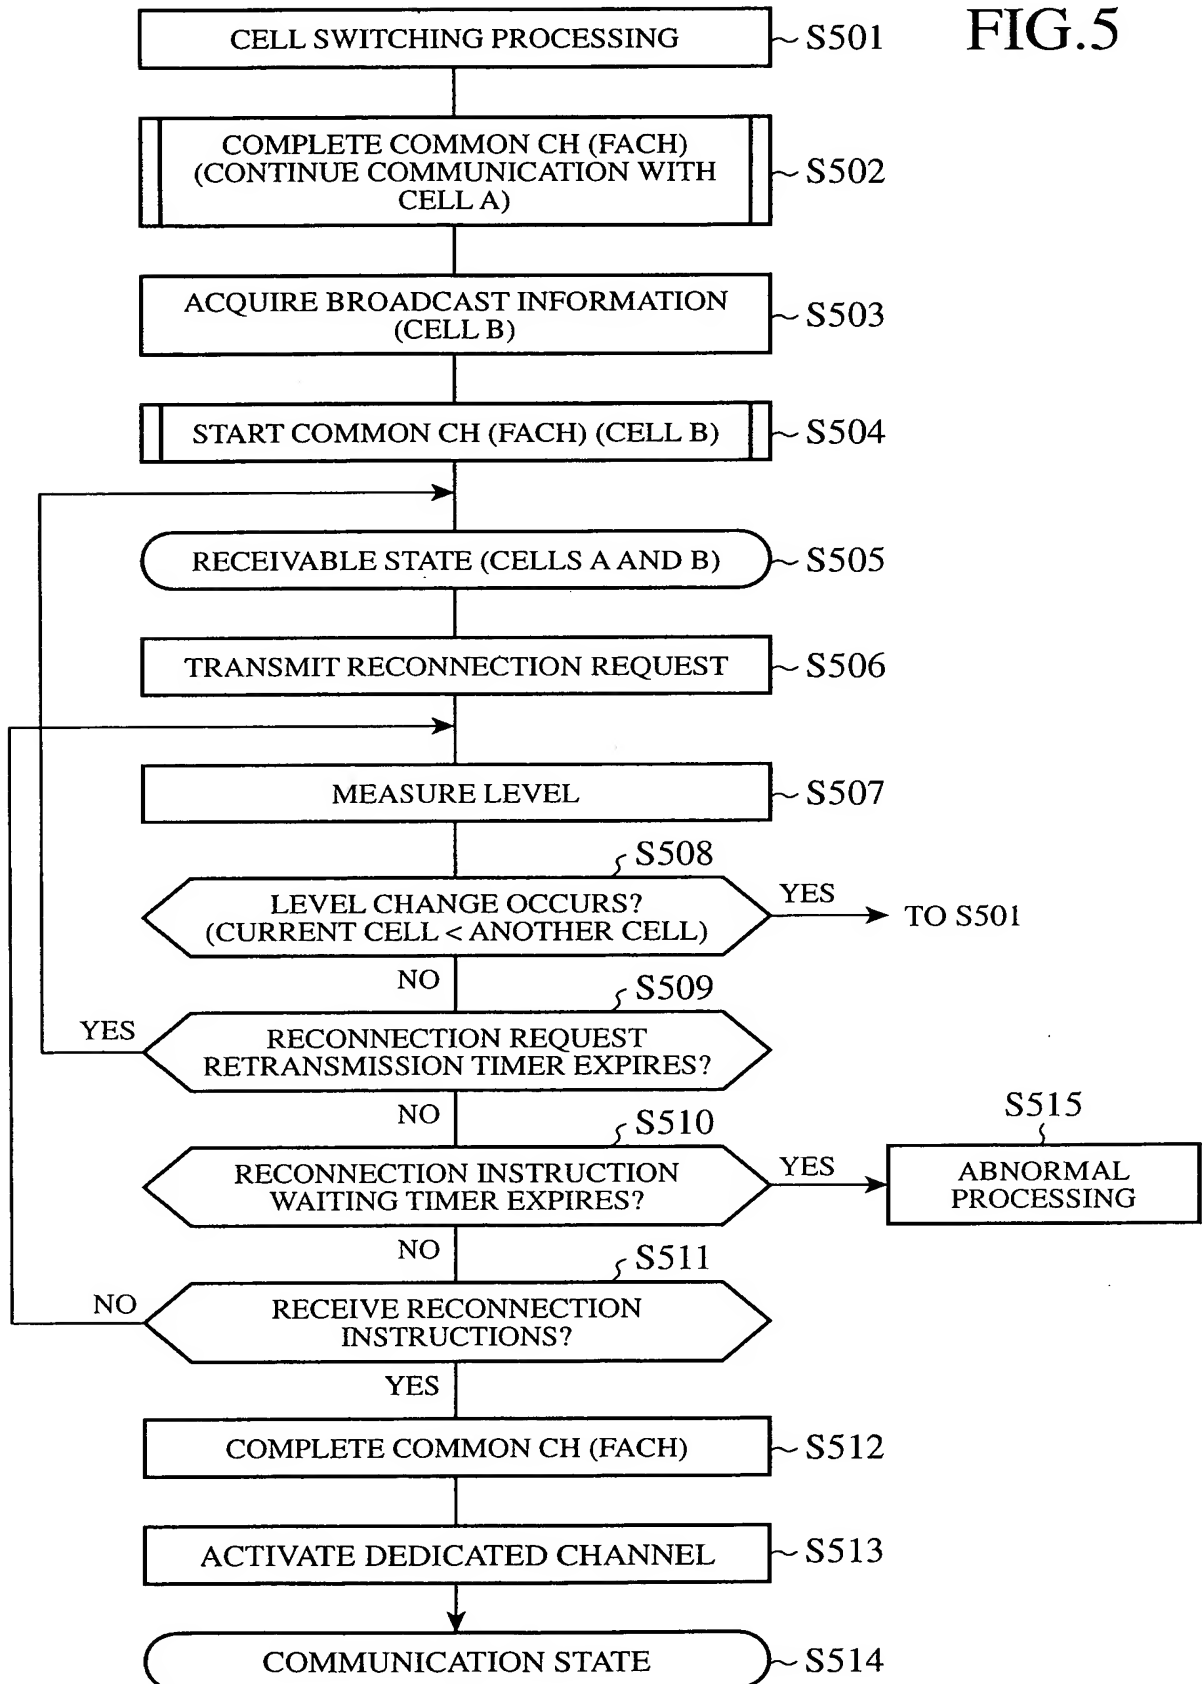 FIG.5
CELL SWITCHING PROCESSING
S501
COMPLETE COMMON CH (FACH)
(CONTINUE COMMUNICATION WITH
CELL A)
S502
ACQUIRE BROADCAST INFORMATION
(CELL B)
S503
START COMMON CH (FACH) (CELL B)
S504
RECEIVABLE STATE (CELLS A AND B)
S505
TRANSMIT RECONNECTION REQUEST
S506
MEASURE LEVEL
S507
S508
LEVEL CHANGE OCCURS?
(CURRENT CELL < ANOTHER CELL)
YES
TO S501
NO
S509
YES
RECONNECTION REQUEST
RETRANSMISSION TIMER EXPIRES?
NO
S510
RECONNECTION INSTRUCTION
WAITING TIMER EXPIRES?
YES
S515
ABNORMAL
PROCESSING
NO
S511
NO
RECEIVE RECONNECTION
INSTRUCTIONS?
YES
COMPLETE COMMON CH (FACH)
S512
ACTIVATE DEDICATED CHANNEL
S513
COMMUNICATION STATE
S514